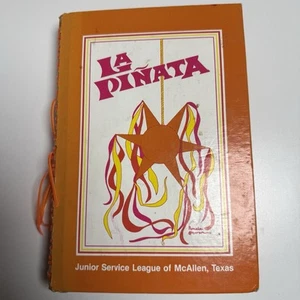 LA
PIÑATA
Junior Service League of McAllen, Texas